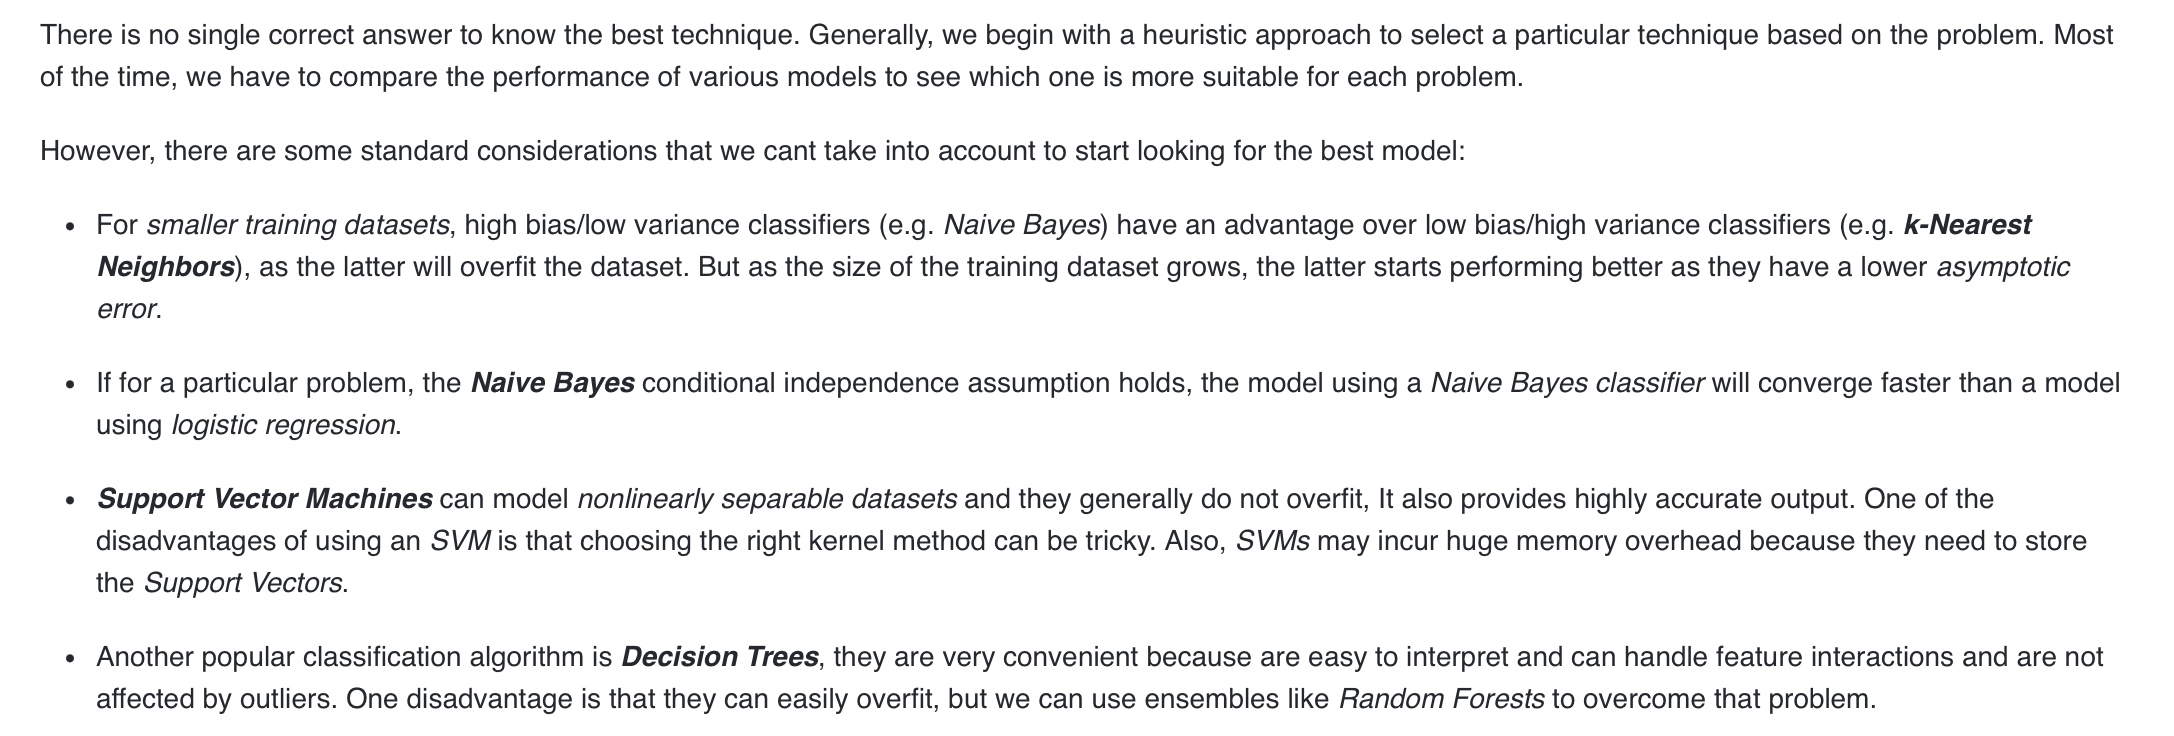 There is no single correct answer to know the best technique. Generally, we begin with a heuristic approach to select a particular technique based on the problem. Most
of the time, we have to compare the performance of various models to see which one is more suitable for each problem.
However, there are some standard considerations that we cant take into account to start looking for the best model:
• For smaller training datasets, high bias/low variance classifiers (e.g. Naive Bayes) have an advantage over low bias/high variance classifiers (e.g. k-Nearest
Neighbors), as the latter will overfit the dataset. But as the size of the training dataset grows, the latter starts performing better as they have a lower asymptotic
error.
• If for a particular problem, the Naive Bayes conditional independence assumption holds, the model using a Naive Bayes classifier will converge faster than a model
using logistic regression.
• Support Vector Machines can model nonlinearly separable datasets and they generally do not overfit, It also provides highly accurate output. One of the
disadvantages of using an SVM is that choosing the right kernel method can be tricky. Also, SVMs may incur huge memory overhead because they need to store
the Support Vectors.
• Another popular classification algorithm is Decision Trees, they are very convenient because are easy to interpret and can handle feature interactions and are not
affected by outliers. One disadvantage is that they can easily overfit, but we can use ensembles like Random Forests to overcome that problem.